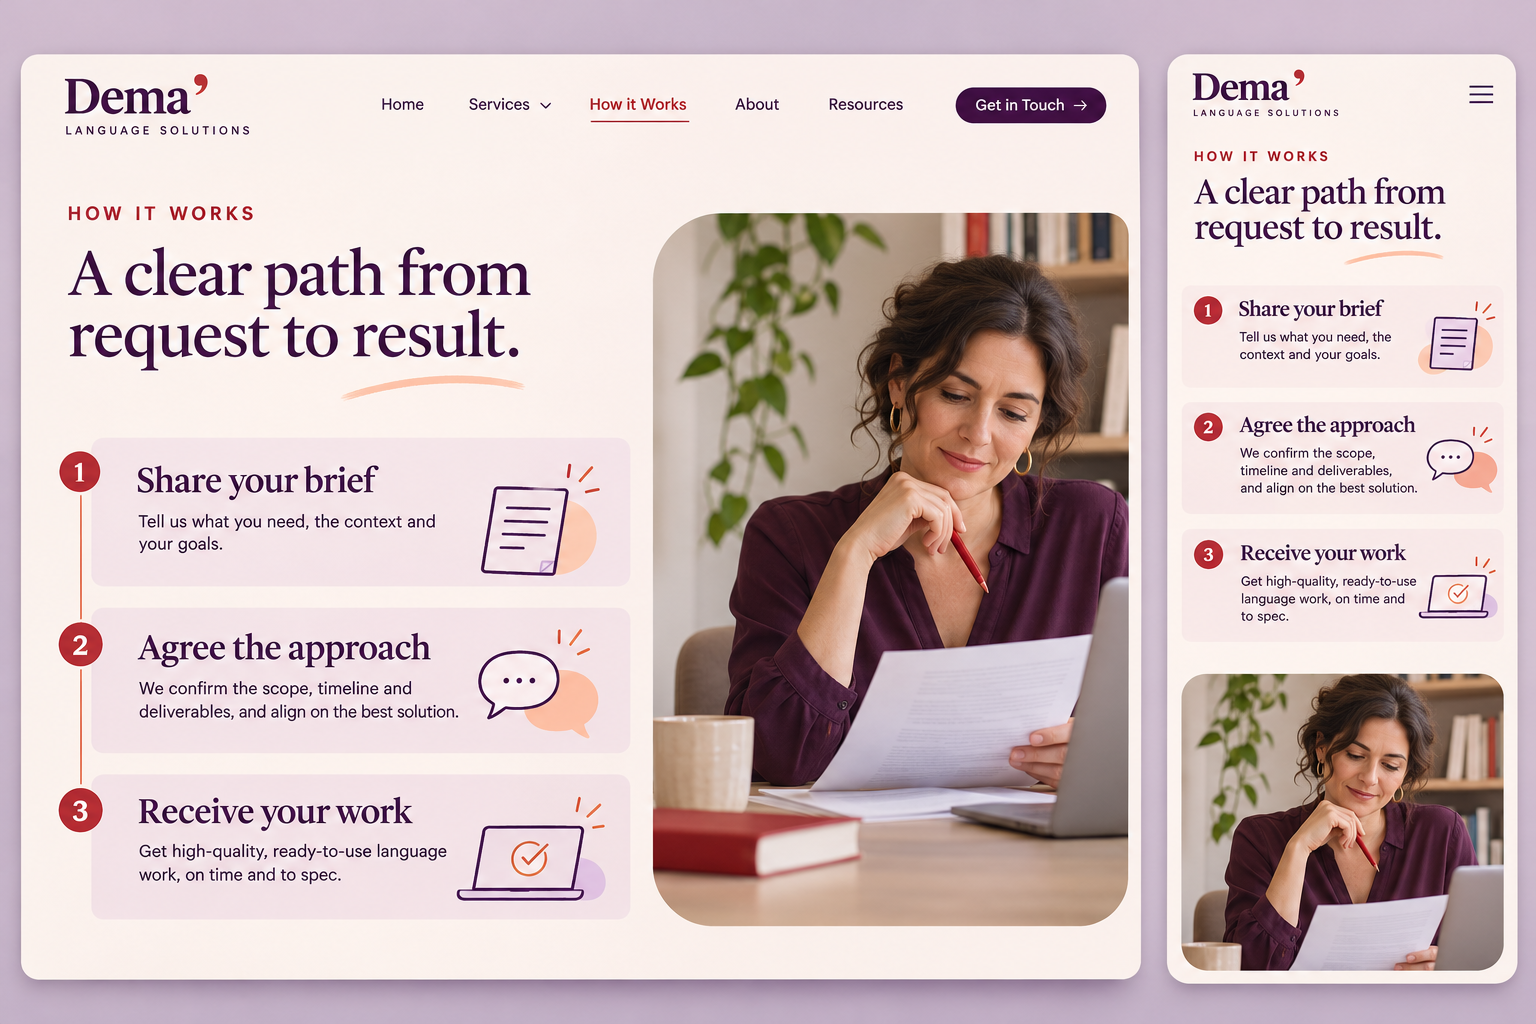 Dema’
LANGUAGE SOLUTIONS
Home
Services
How it Works
About
Resources
Get in Touch →
HOW IT WORKS
A clear path from
request to result.
1
Share your brief
Tell us what you need, the context and
your goals.
2
Agree the approach
We confirm the scope, timeline and
deliverables, and align on the best solution.
3
Receive your work
Get high-quality, ready-to-use language
work, on time and to spec.
Dema’
LANGUAGE SOLUTIONS
HOW IT WORKS
A clear path from
request to result.
1
Share your brief
Tell us what you need, the
context and your goals.
2
Agree the approach
We confirm the scope,
timeline and deliverables,
and align on the best solution.
3
Receive your work
Get high-quality, ready-to-use
language work, on time and
to spec.